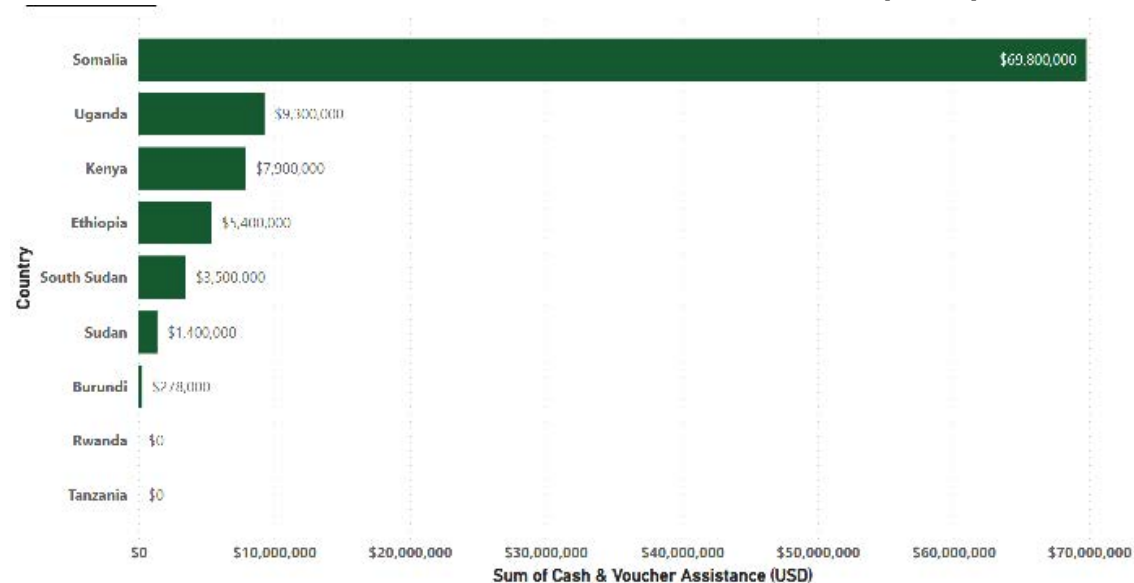 Somalia $69,800,000
Uganda $9,300,000
Kenya $7,900,000
Ethiopia $5,400,000
South Sudan $3,500,000
Sudan $1,400,000
Burundi $278,000
Rwanda $0
Tanzania $0
Country
$0 $10,000,000 $20,000,000 $30,000,000 $40,000,000 $50,000,000 $60,000,000 $70,000,000
Sum of Cash & Voucher Assistance (USD)